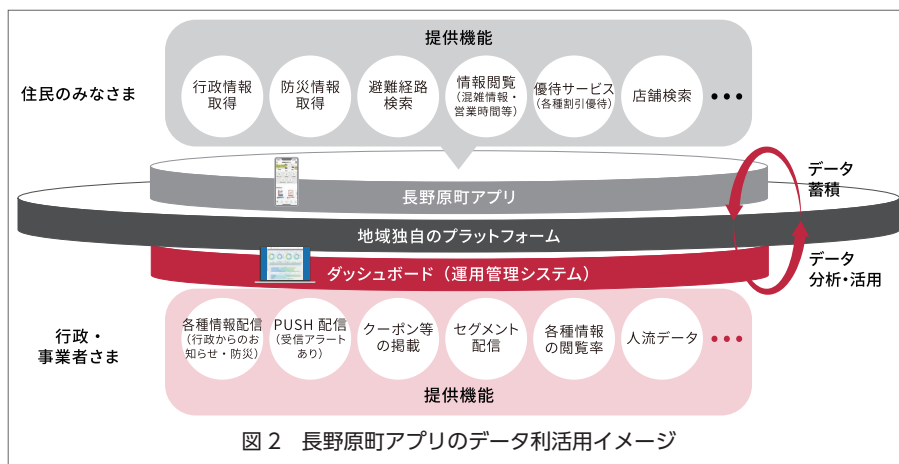 提供機能
住民のみなさま
行政情報
取得
防災情報
取得
避難経路
検索
情報閲覧
（混雑情報・
営業時間等）
優待サービス
（各種割引優待）
店舗検索
•••
データ
蓄積
長野原町アプリ
地域独自のプラットフォーム
ダッシュボード（運用管理システム）
データ
分析・活用
行政・
事業者さま
各種情報配信
（行政からのお
知らせ・防災）
PUSH 配信
（受信アラート
あり）
クーポン等
の掲載
セグメント
配信
各種情報
の閲覧率
人流データ
•••
提供機能
図 2　長野原町アプリのデータ利活用イメージ